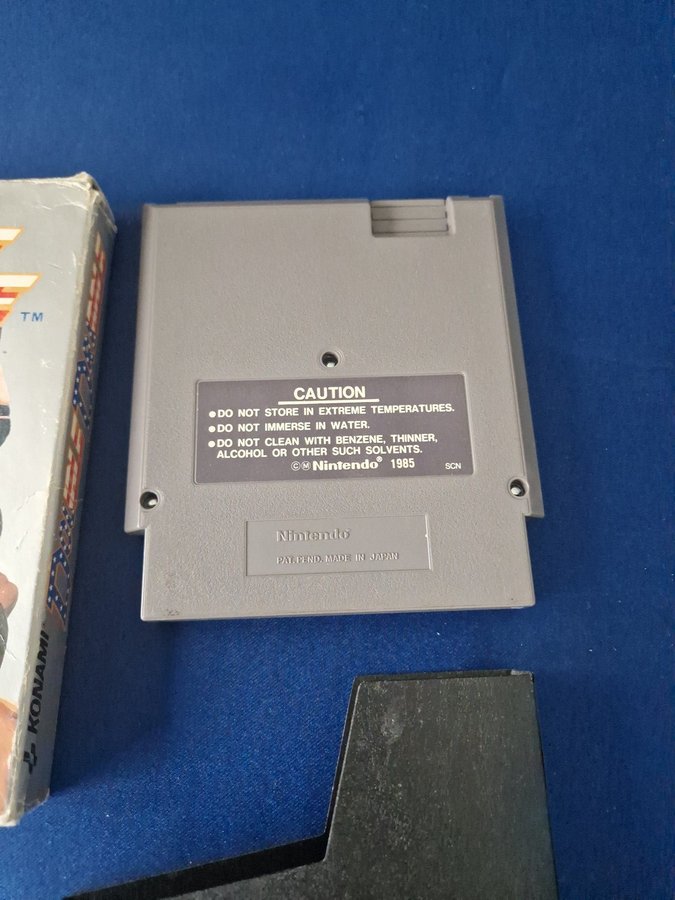 TM
KONAMI
CAUTION
●DO NOT STORE IN EXTREME TEMPERATURES.
●DO NOT IMMERSE IN WATER.
●DO NOT CLEAN WITH BENZENE, THINNER,
ALCOHOL OR OTHER SUCH SOLVENTS.
©Ⓜ Nintendo® 1985 SCN
Nintendo
PAT. PEND. MADE IN JAPAN